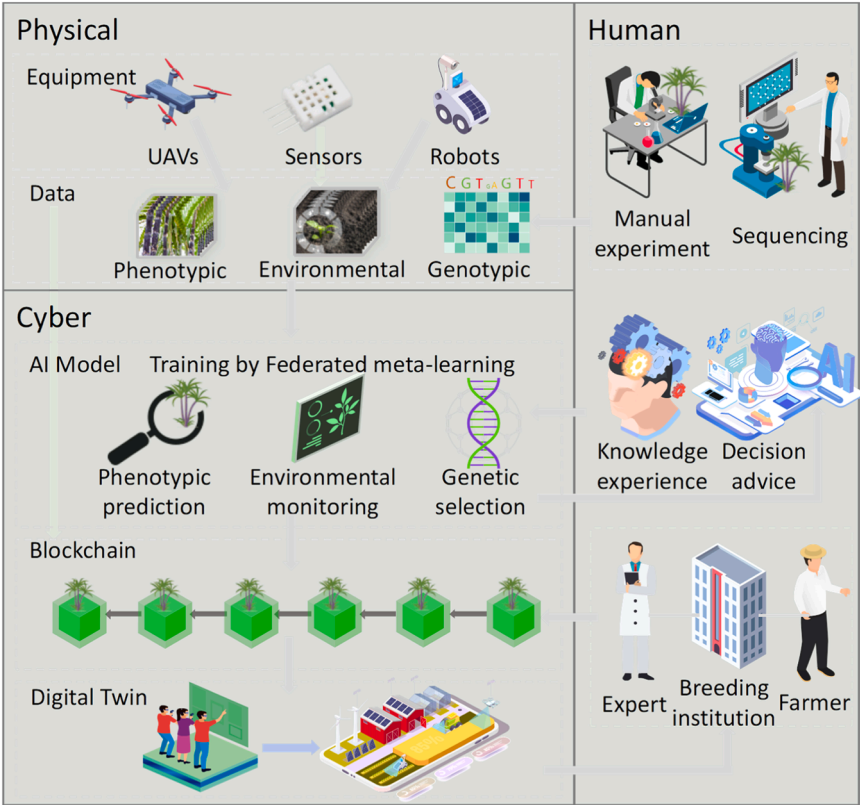 Physical
Equipment
UAVs
Sensors
Robots
Data
C G T A G T T
Phenotypic
Environmental
Genotypic
Human
Manual
experiment
Sequencing
Cyber
AI Model
Training by Federated meta-learning
Phenotypic
prediction
Environmental
monitoring
Genetic
selection
AI
Knowledge
experience
Decision
advice
Blockchain
Expert
Breeding
institution
Farmer
Digital Twin